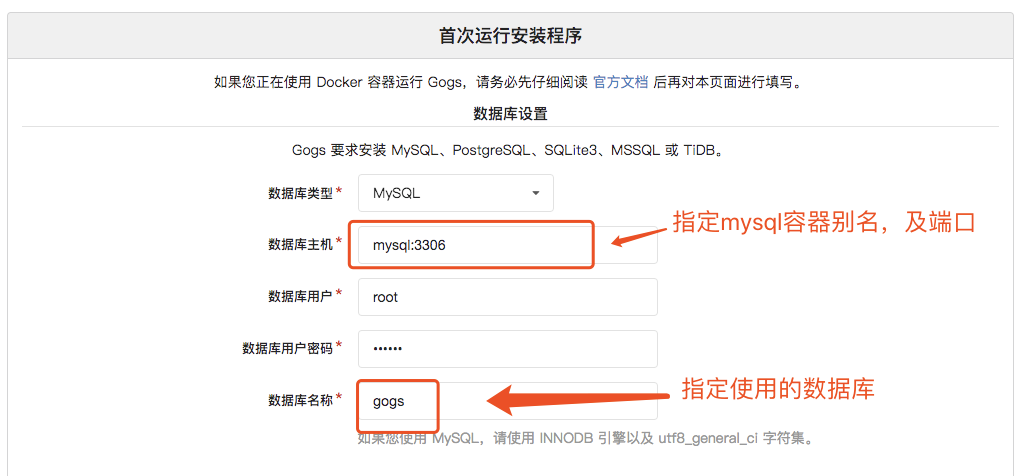 首次运行安装程序
如果您正在使用 Docker 容器运行 Gogs，请务必先仔细阅读 官方文档 后再对本页面进行填写。
数据库设置
Gogs 要求安装 MySQL、PostgreSQL、SQLite3、MSSQL 或 TiDB。
数据库类型* MySQL
指定mysql容器别名，及端口
数据库主机* mysql:3306
数据库用户* root
数据库用户密码* ••••••
指定使用的数据库
数据库名称* gogs
如果您使用 MySQL，请使用 INNODB 引擎以及 utf8_general_ci 字符集。